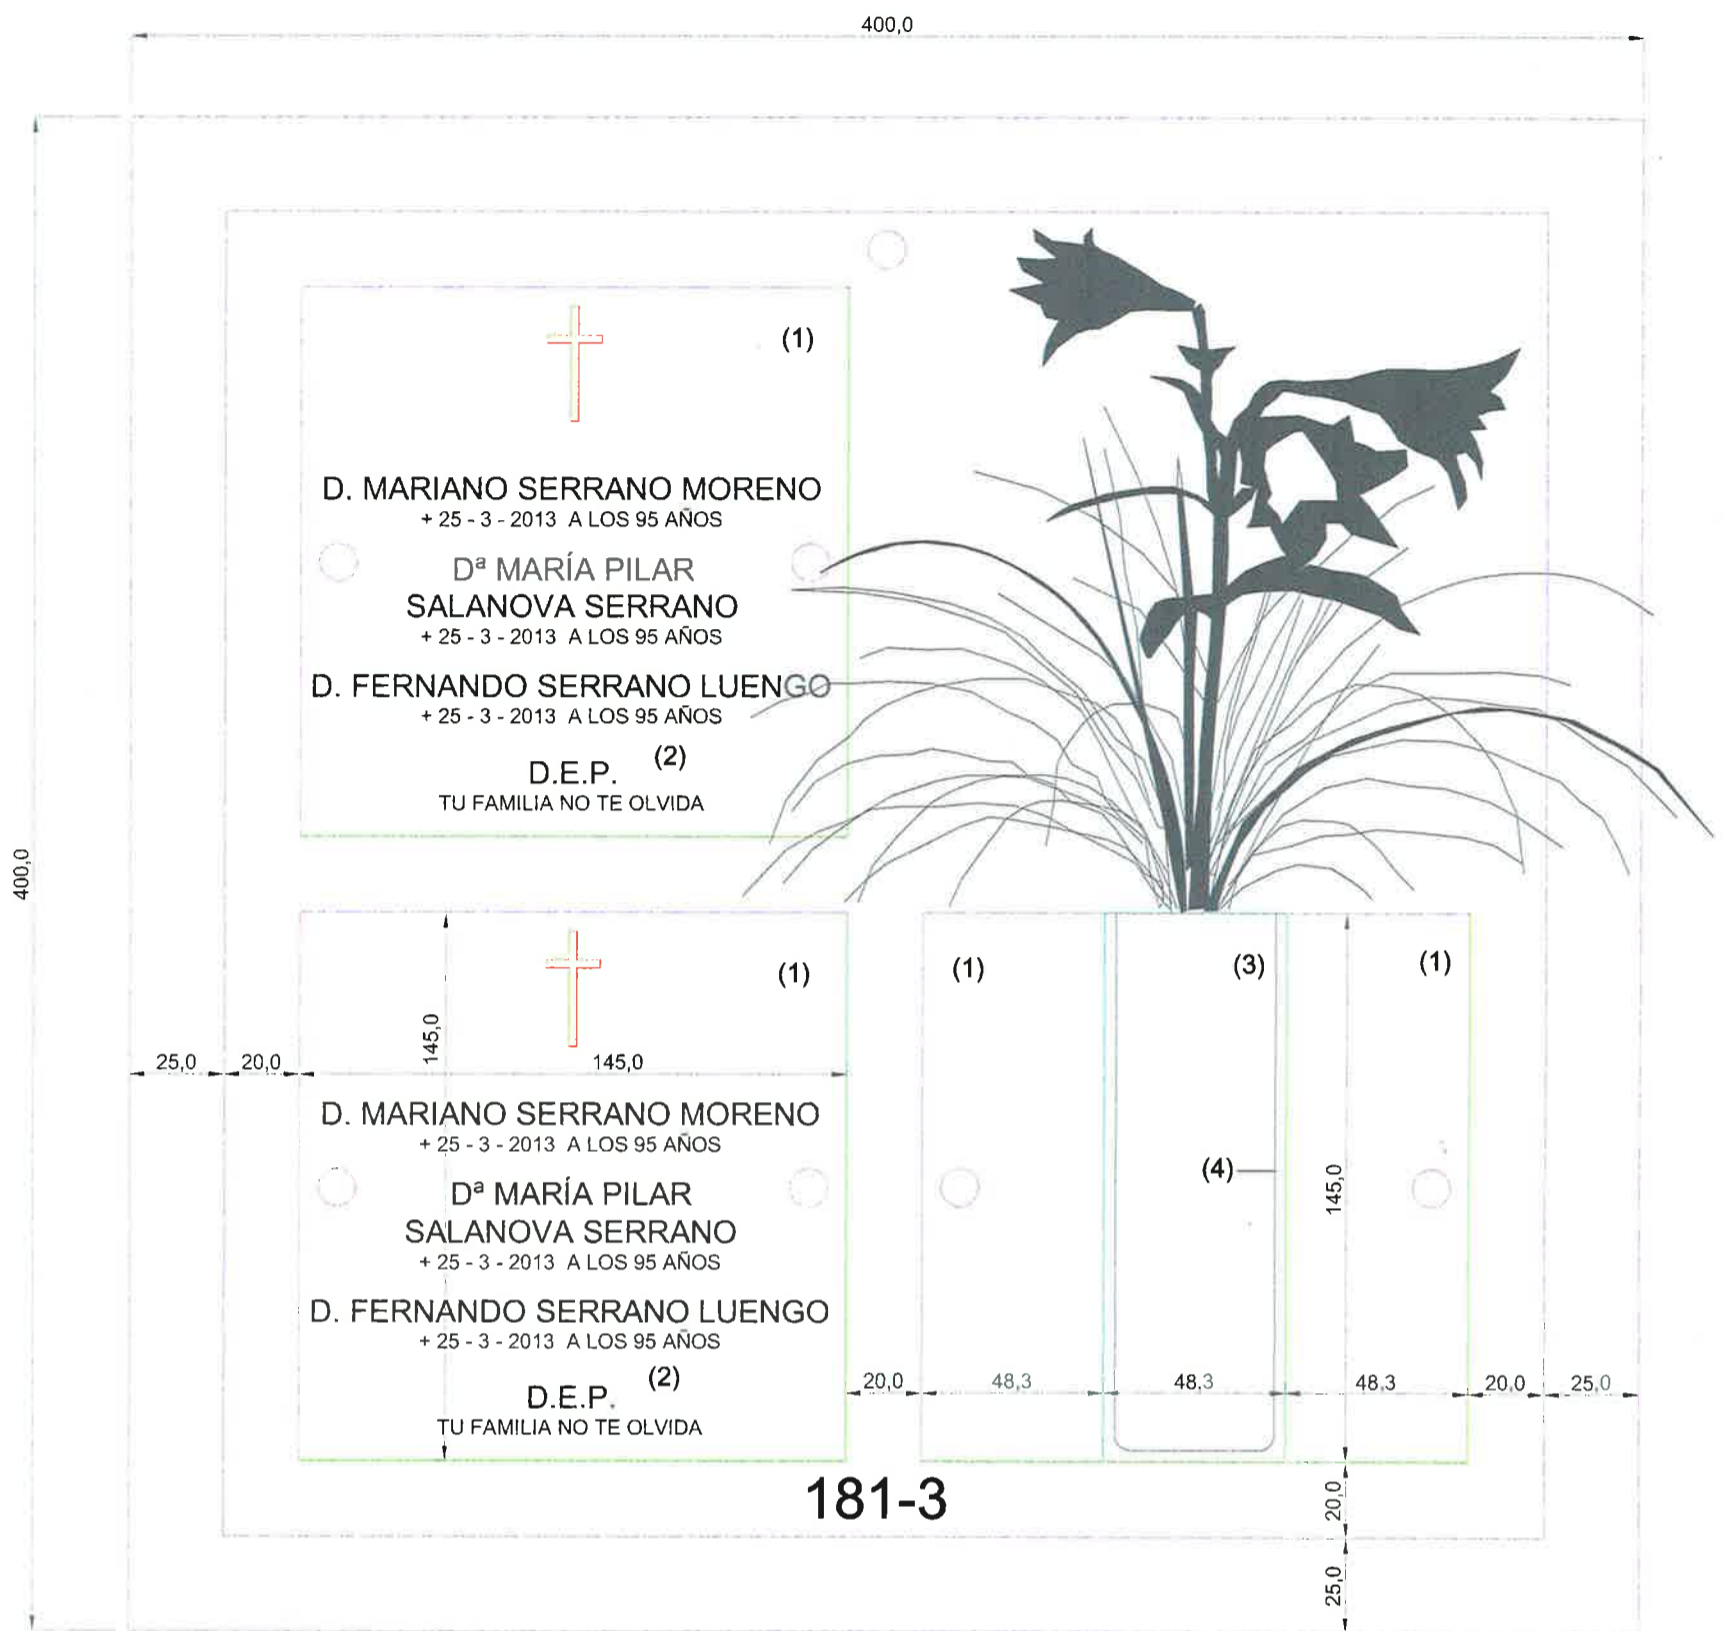 400,0
400,0
(1)
D. MARIANO SERRANO MORENO
+ 25 - 3 - 2013 A LOS 95 AÑOS
Dª MARÍA PILAR
SALANOVA SERRANO
+ 25 - 3 - 2013 A LOS 95 AÑOS
D. FERNANDO SERRANO LUENGO
+ 25 - 3 - 2013 A LOS 95 AÑOS
D.E.P. (2)
TU FAMILIA NO TE OLVIDA
(1)
145,0
25,0 20,0 145,0
D. MARIANO SERRANO MORENO
+ 25 - 3 - 2013 A LOS 95 AÑOS
Dª MARÍA PILAR
SALANOVA SERRANO
+ 25 - 3 - 2013 A LOS 95 AÑOS
D. FERNANDO SERRANO LUENGO
+ 25 - 3 - 2013 A LOS 95 AÑOS
D.E.P. (2)
TU FAMILIA NO TE OLVIDA
(1) (3) (1)
(4)
145,0
20,0 48,3 48,3 48,3 20,0 25,0
181-3
20,0
25,0